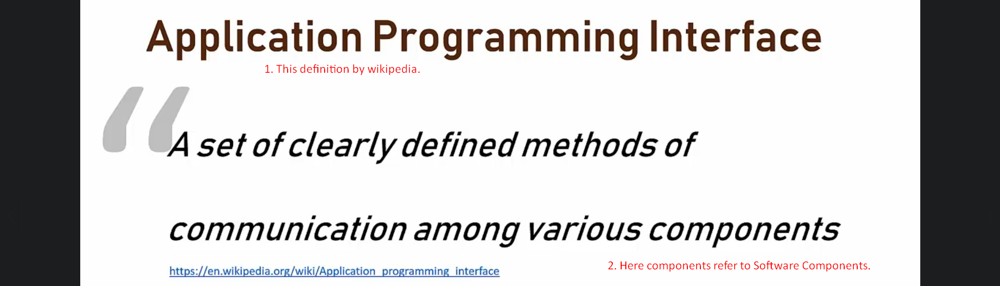 Application Programming Interface
1. This definition by wikipedia.
“A set of clearly defined methods of
communication among various components
https://en.wikipedia.org/wiki/Application_programming_interface
2. Here components refer to Software Components.